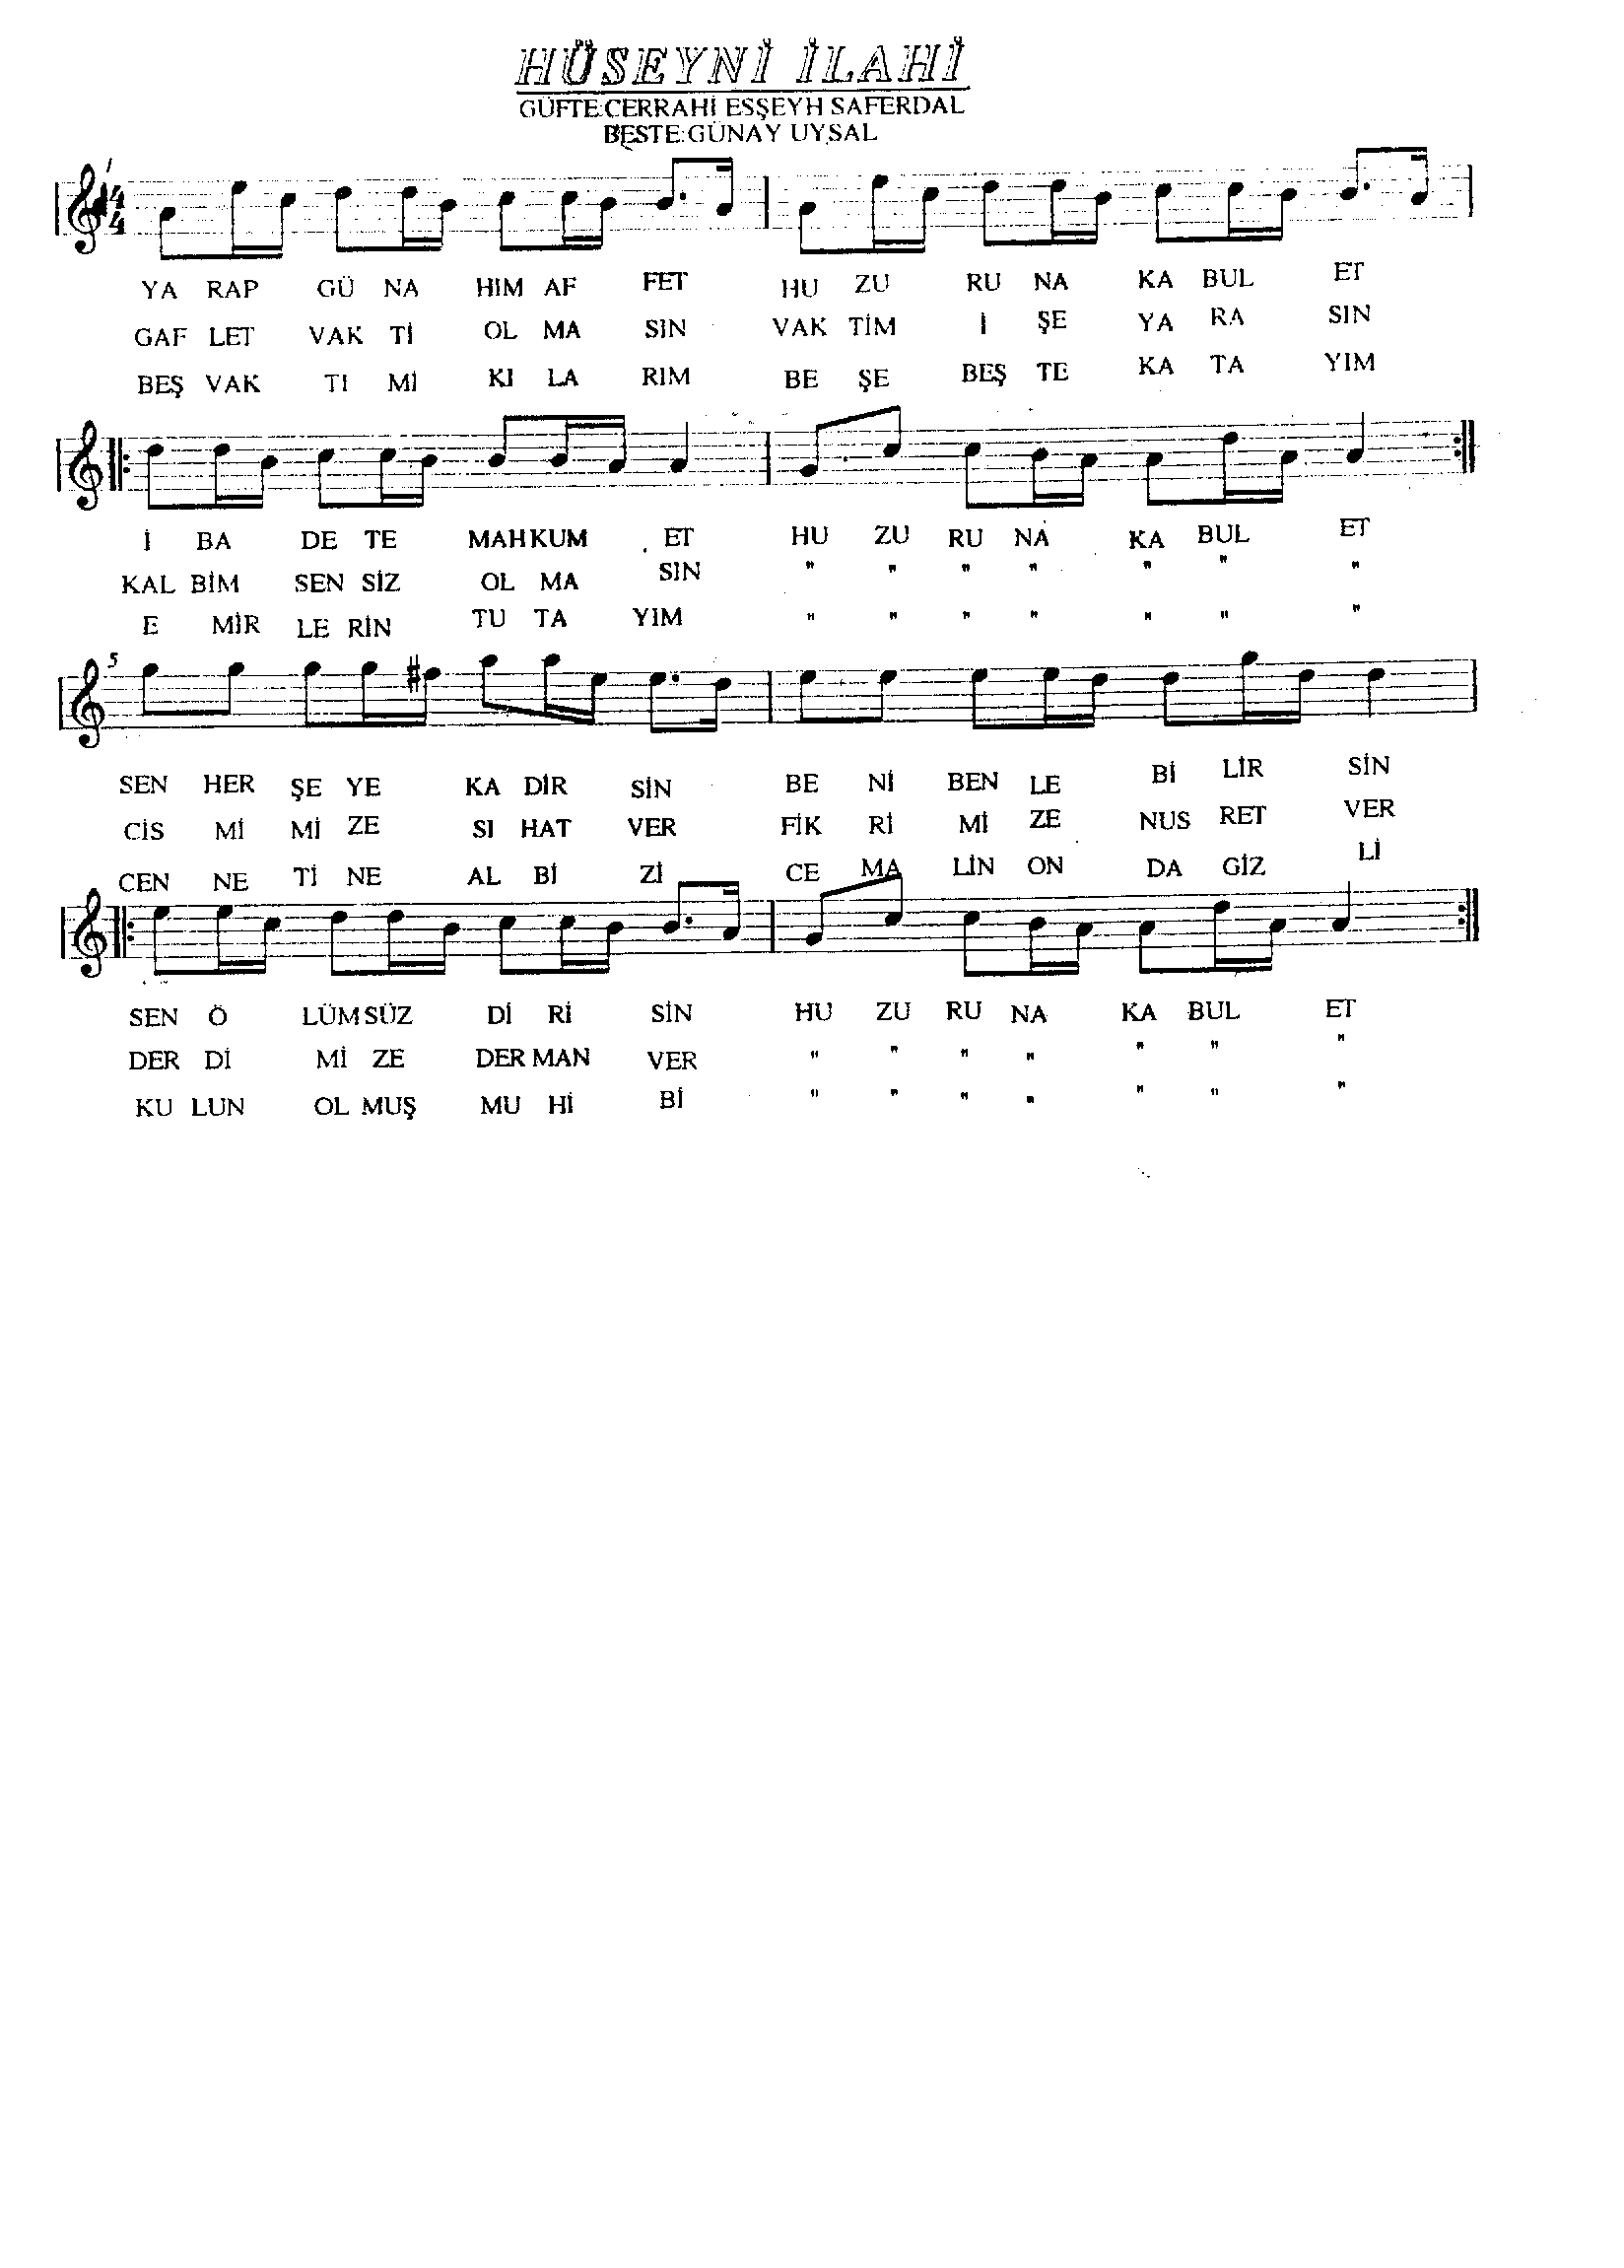 HÜSEYNİ İLAHİ
GÜFTE:CERRAHİ ESŞEYH SAFERDAL
BESTE:GÜNAY UYSAL
4/4
YA RAP GÜ NA HIM AF FET HU ZU RU NA KA BUL ET
GAF LET VAK Tİ OL MA SIN VAK TİM İ ŞE YA RA SIN
BEŞ VAK TI Mİ KI LA RIM BE ŞE BEŞ TE KA TA YIM
İ BA DE TE MAH KUM ET HU ZU RU NA KA BUL ET
KAL BİM SEN SİZ OL MA SIN " " " " " " "
E MİR LE RİN TU TA YIM " " " " " " "
5
SEN HER ŞE YE KA DİR SİN BE Nİ BEN LE Bİ LİR SİN
CİS Mİ Mİ ZE SI HAT VER FİK Rİ Mİ ZE NUS RET VER
CEN NE Tİ NE AL Bİ Zİ CE MA LİN ON DA GİZ Lİ
SEN Ö LÜM SÜZ Dİ Rİ SİN HU ZU RU NA KA BUL ET
DER Dİ Mİ ZE DER MAN VER " " " " " " "
KU LUN OL MUŞ MU Hİ Bİ " " " " " " "